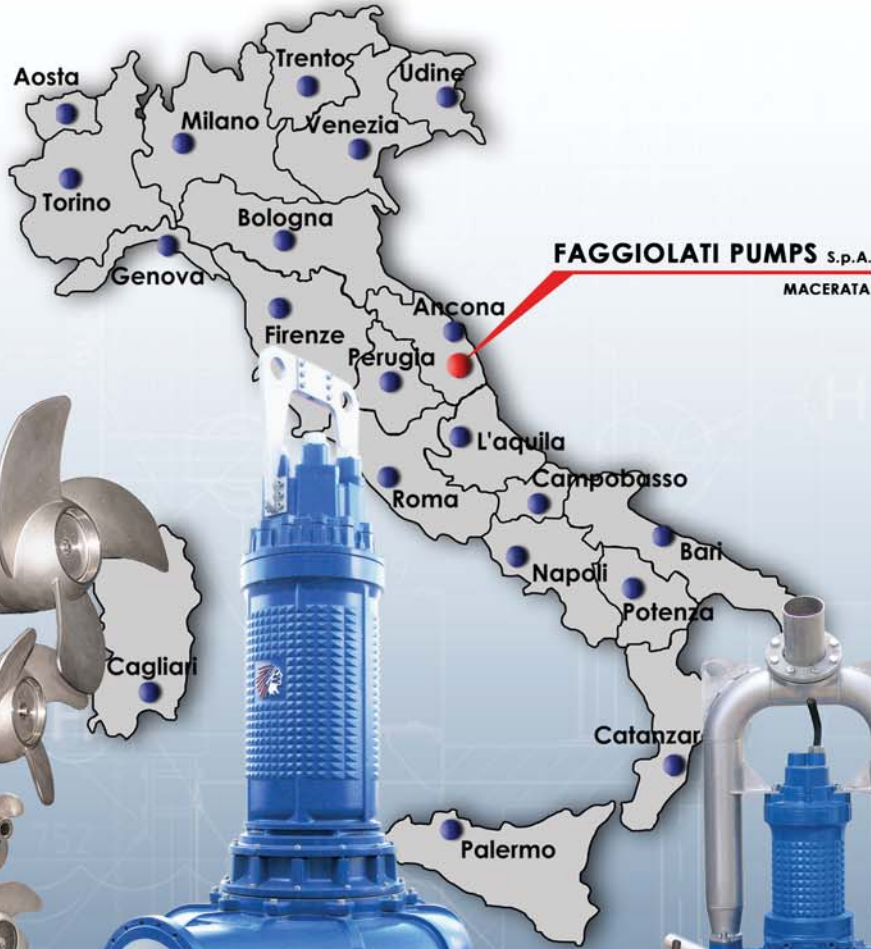 Trento
Udine
Aosta
Milano
Venezia
Torino
Bologna
Genova
FAGGIOLATI PUMPS S.p.A.
MACERATA
Ancona
Firenze
Perugia
L'aquila
Campobasso
Roma
Bari
Napoli
Potenza
Cagliari
Catanzar
Palermo